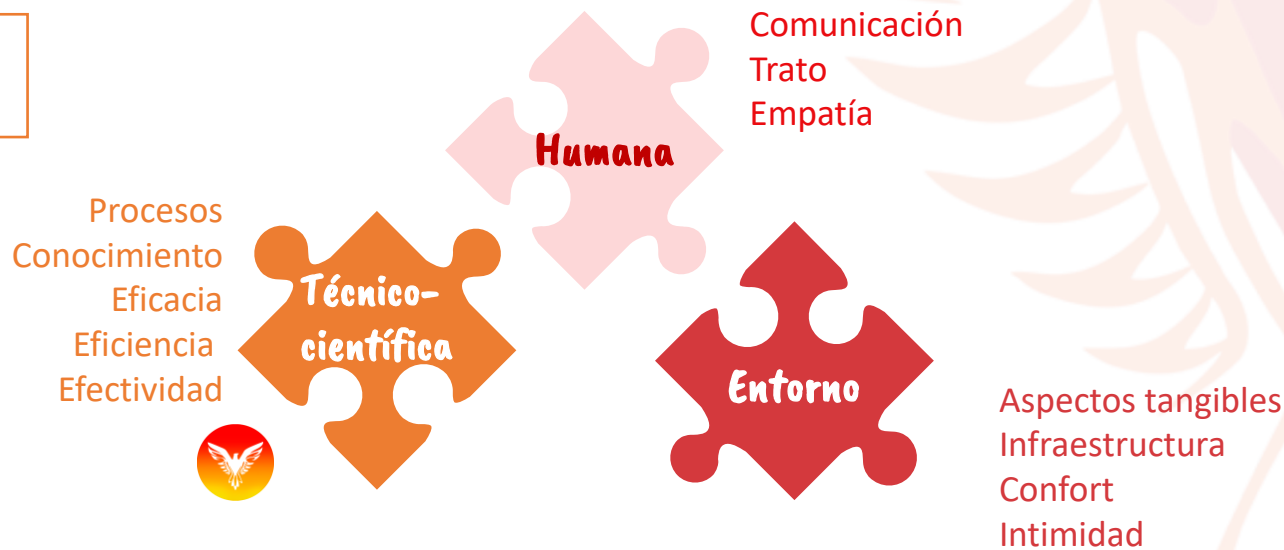 Comunicación
Trato
Empatía
Humana
Procesos
Conocimiento
Eficacia
Eficiencia
Efectividad
Técnico-
científica
Entorno
Aspectos tangibles
Infraestructura
Confort
Intimidad